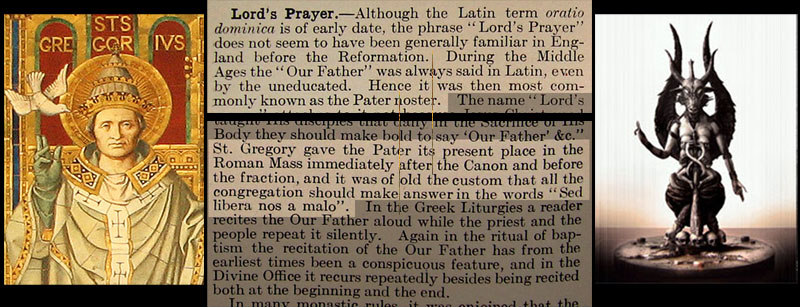 STS
GRE GOR IVS
Lord's Prayer.—Although the Latin term oratio
dominica is of early date, the phrase "Lord's Prayer"
does not seem to have been generally familiar in Eng-
land before the Reformation. During the Middle
Ages the "Our Father" was always said in Latin, even
by the uneducated. Hence it was then most com-
monly known as the Pater noster. The name "Lord's
daily in the Sacrifice of His
Body they should make bold to say 'Our Father' &c."
St. Gregory gave the Pater its present place in the
Roman Mass immediately after the Canon and before
the fraction, and it was of old the custom that all the
congregation should make answer in the words "Sed
libera nos a malo". In the Greek Liturgies a reader
recites the Our Father aloud while the priest and the
people repeat it silently. Again in the ritual of bap-
tism the recitation of the Our Father has from the
earliest times been a conspicuous feature, and in the
Divine Office it recurs repeatedly besides being recited
both at the beginning and the end.
In many monastic rules, it was enjoined that the